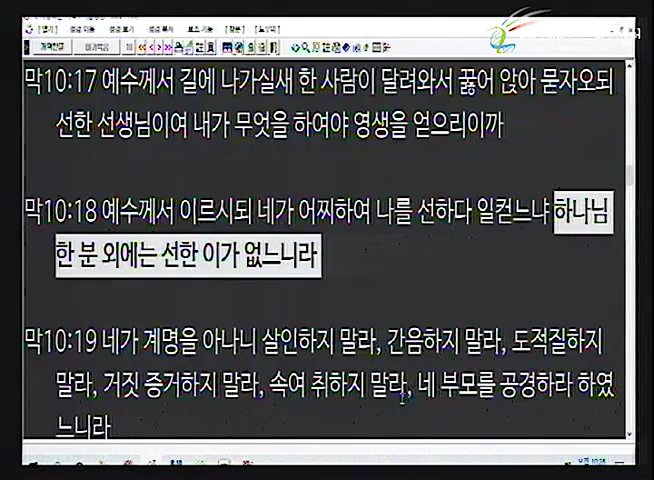 막10:17 예수께서 길에 나가실새 한 사람이 달려와서 꿇어 앉아 묻자오되
선한 선생님이여 내가 무엇을 하여야 영생을 얻으리이까
막10:18 예수께서 이르시되 네가 어찌하여 나를 선하다 일컫느냐 하나님
한 분 외에는 선한 이가 없느니라
막10:19 네가 계명을 아나니 살인하지 말라, 간음하지 말라, 도적질하지
말라, 거짓 증거하지 말라, 속여 취하지 말라, 네 부모를 공경하라 하였
느니라